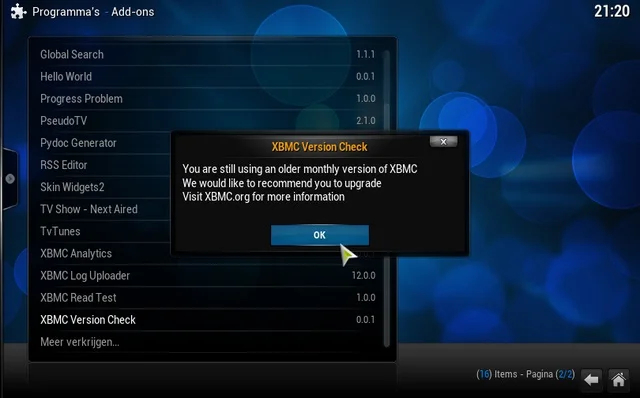 Programma's - Add-ons
21:20
Global Search 1.1.1
Hello World 0.0.1
Progress Problem 1.0.0
PseudoTV 2.1.0
Pydoc Generator
RSS Editor
Skin Widgets2
TV Show - Next Aired
TvTunes
XBMC Analytics
XBMC Log Uploader 12.0.0
XBMC Read Test 1.0.0
XBMC Version Check 0.0.1
Meer verkrijgen...
XBMC Version Check
You are still using an older monthly version of XBMC
We would like to recommend you to upgrade
Visit XBMC.org for more information
OK
(16) Items - Pagina (2/2)